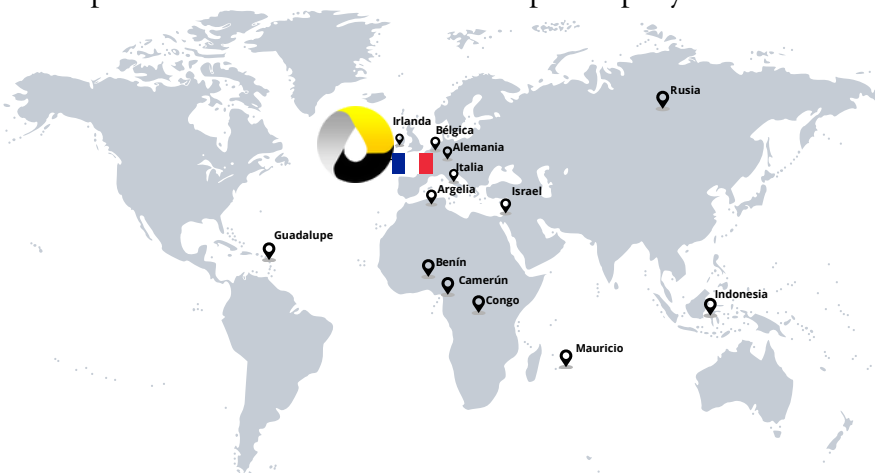 Rusia
Irlanda
Bélgica
Alemania
Italia
Argelia
Israel
Guadalupe
Benín
Camerún
Congo
Indonesia
Mauricio